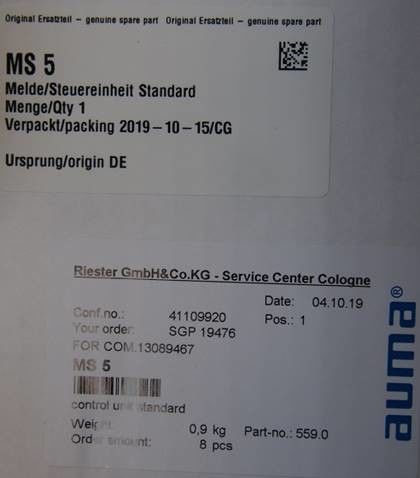 Original Ersatzteil – genuine spare part Original Ersatzteil – genuine spare part
MS 5
Melde/Steuereinheit Standard
Menge/Qty 1
Verpackt/packing 2019-10-15/CG
Ursprung/origin DE
Riester GmbH&Co.KG - Service Center Cologne
Date: 04.10.19
Conf.no.: 41109920 Pos.: 1
Your order: SGP 19476
FOR COM.13089467
MS 5
control unit standard
Weight: 0,9 kg Part-no.: 559.0
Order amount: 8 pcs
auma